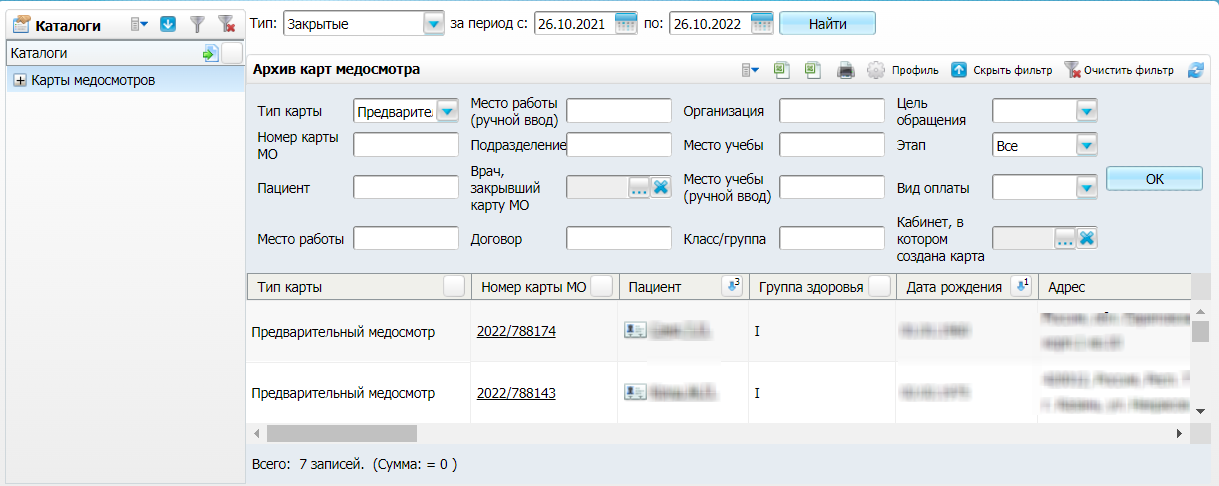 Каталоги
Каталоги
Карты медосмотров
Тип: Закрытые за период с: 26.10.2021 по: 26.10.2022 Найти
Архив карт медосмотра Профиль Скрыть фильтр Очистить фильтр
Тип карты Предварите. Место работы (ручной ввод) Организация Цель обращения
Номер карты МО Подразделение Место учебы Этап Все
Пациент Врач, закрывший карту МО ... Место учебы (ручной ввод) Вид оплаты ОК
Место работы Договор Класс/группа Кабинет, в котором создана карта ...
Тип карты Номер карты МО Пациент 3 Группа здоровья Дата рождения 1 Адрес
Предварительный медосмотр 2022/788174 I
Предварительный медосмотр 2022/788143 I
Всего: 7 записей. (Сумма: = 0 )